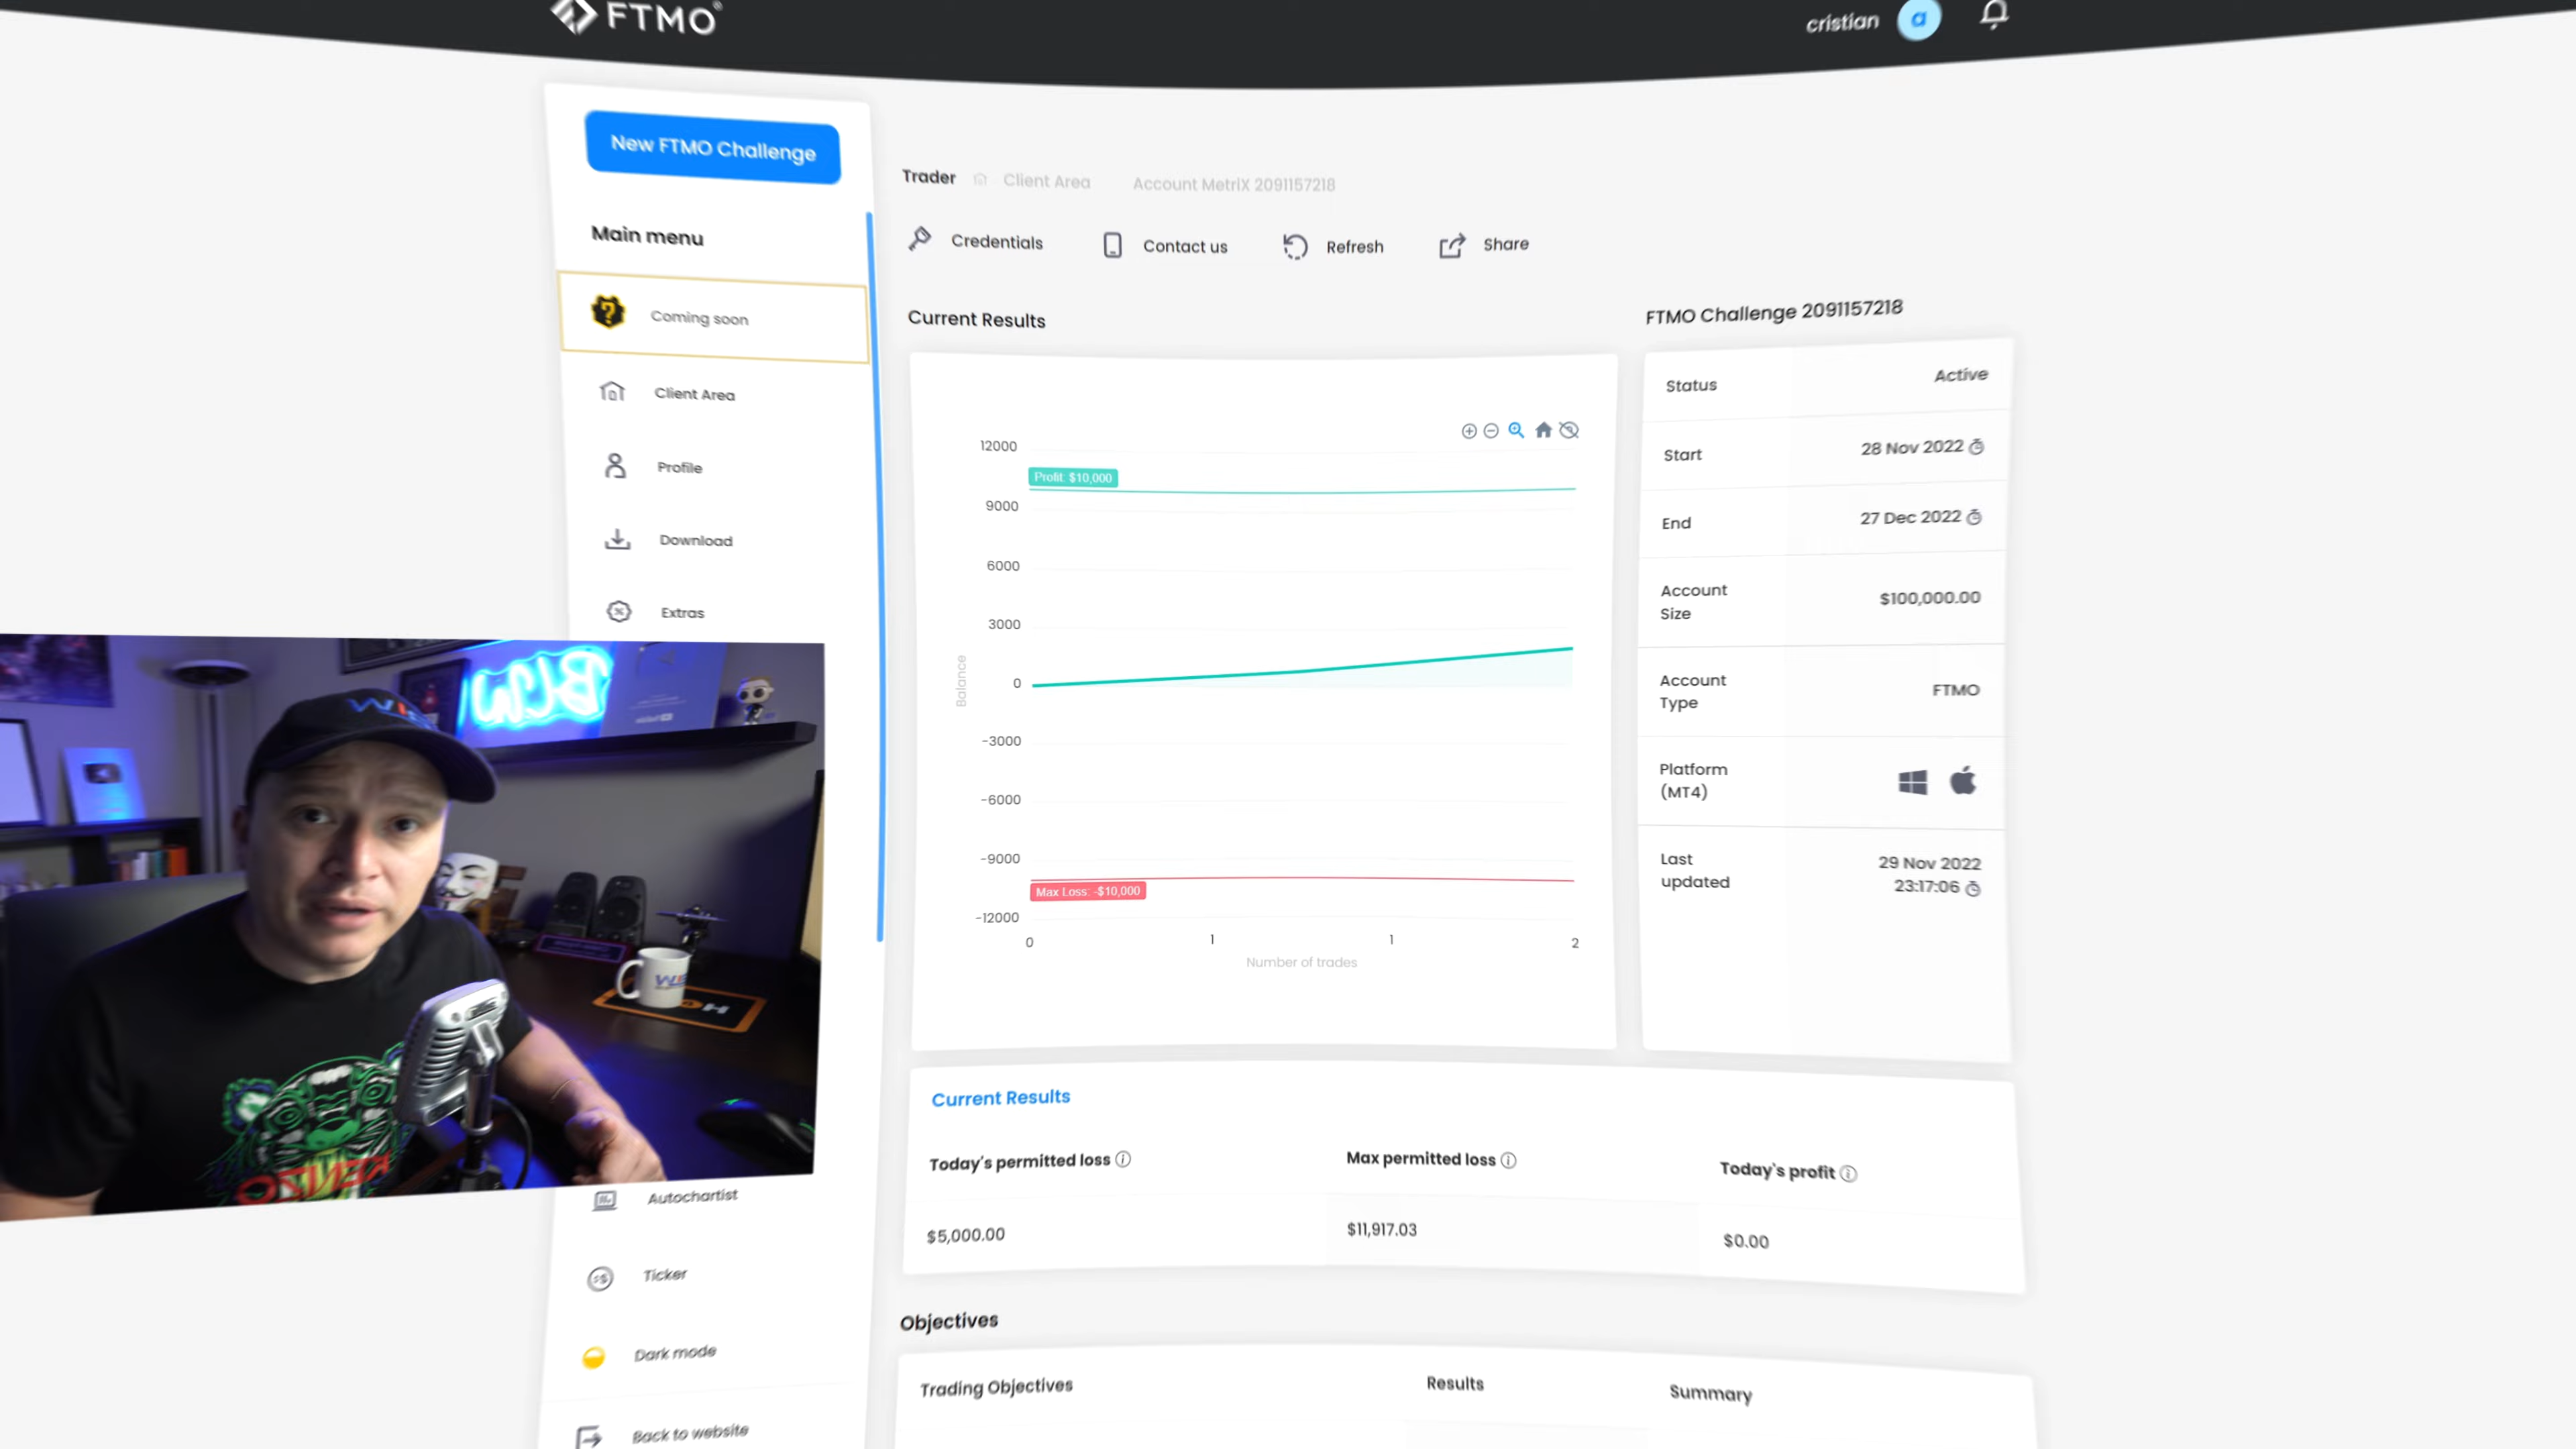 FTMO®
cristian
a
New FTMO Challenge
Main menu
Coming soon
Client Area
Profile
Download
Extras
Autochartist
Ticker
Dark mode
Back to website
Trader Client Area Account MetriX 2091157218
Credentials Contact us Refresh Share
Current Results
12000
9000
6000
3000
0
-3000
-6000
-9000
-12000
Profit: $10,000
Max Loss: -$10,000
Balance
0 1 1 2
Number of trades
FTMO Challenge 2091157218
Status Active
Start 28 Nov 2022
End 27 Dec 2022
Account Size $100,000.00
Account Type FTMO
Platform (MT4)
Last updated 29 Nov 2022 23:17:06
Current Results
Today's permitted loss Max permitted loss Today's profit
$5,000.00 $11,917.03 $0.00
Objectives
Trading Objectives Results Summary
KENZO